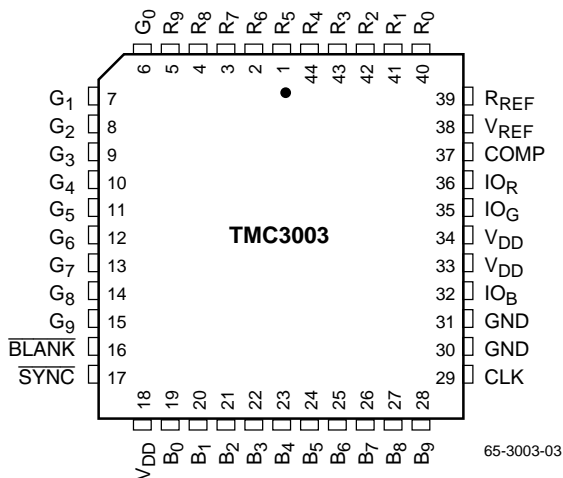 G0 R9 R8 R7 R6 R5 R4 R3 R2 R1 R0
6 5 4 3 2 1 44 43 42 41 40
G1 7
G2 8
G3 9
G4 10
G5 11
G6 12
G7 13
G8 14
G9 15
BLANK 16
SYNC 17
TMC3003
39 RREF
38 VREF
37 COMP
36 IOR
35 IOG
34 VDD
33 VDD
32 IOB
31 GND
30 GND
29 CLK
18 19 20 21 22 23 24 25 26 27 28
VDD B0 B1 B2 B3 B4 B5 B6 B7 B8 B9
65-3003-03